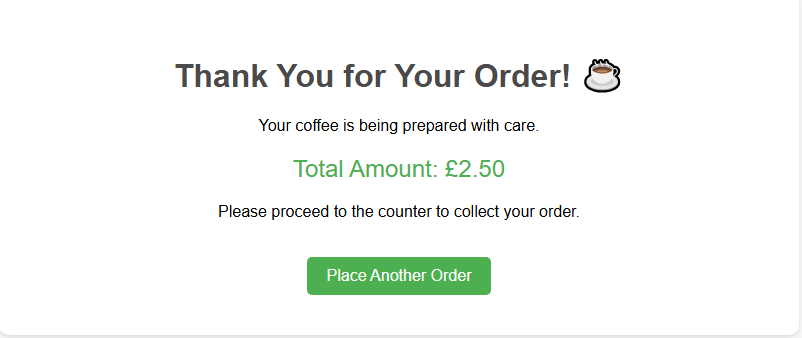 Thank You for Your Order! ☕
Your coffee is being prepared with care.
Total Amount: £2.50
Please proceed to the counter to collect your order.
Place Another Order